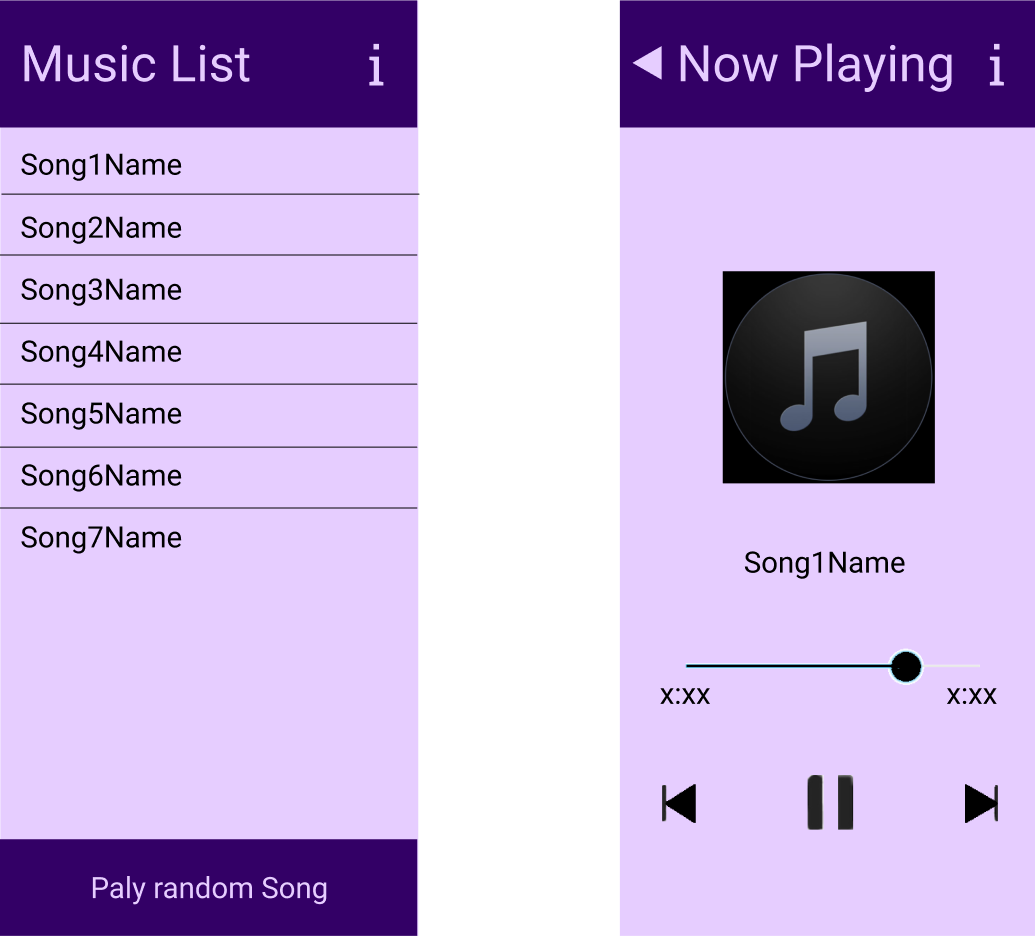 Music List i
Song1Name
Song2Name
Song3Name
Song4Name
Song5Name
Song6Name
Song7Name
Paly random Song
Now Playing i
Song1Name
x:xx x:xx